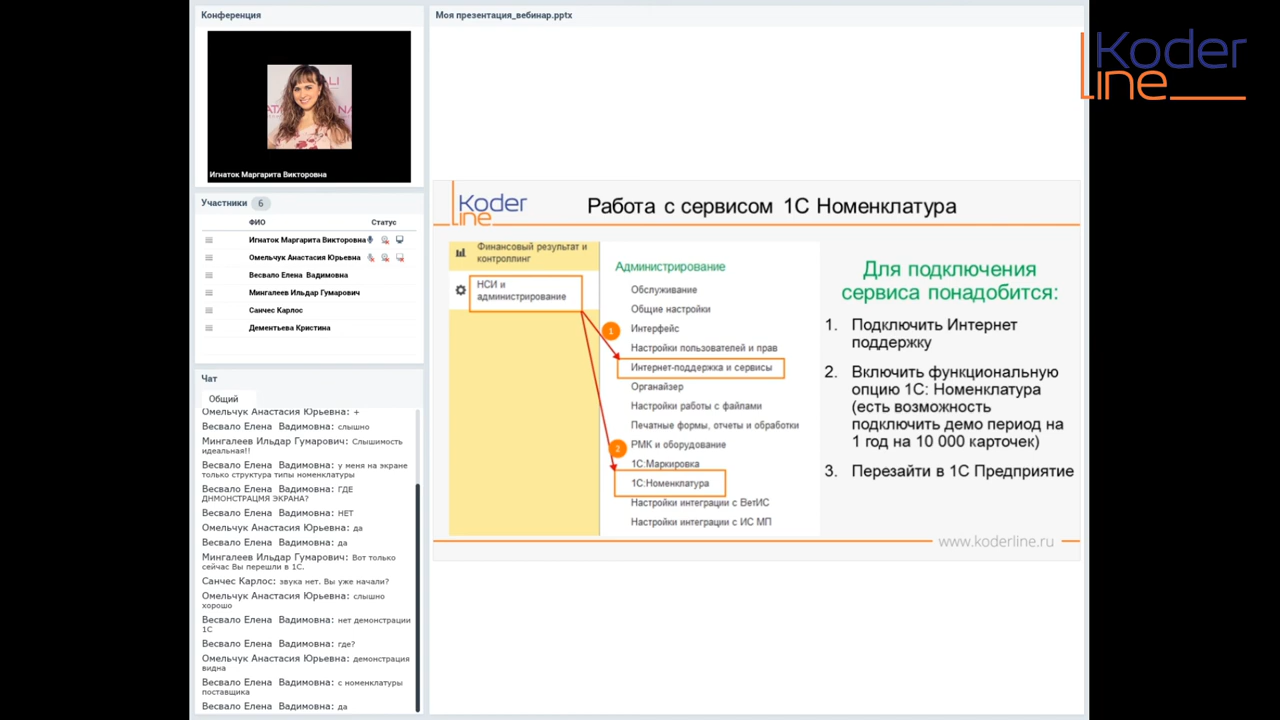 Конференция
Игнаток Маргарита Викторовна
Участники 6
ФИО Статус
Игнаток Маргарита Викторовна
Омельчук Анастасия Юрьевна
Весвало Елена Вадимовна
Мингалеев Ильдар Гумарович
Санчес Карлос
Дементьева Кристина
Чат
Общий
Омельчук Анастасия Юрьевна: +
Весвало Елена Вадимовна: слышно
Мингалеев Ильдар Гумарович: Слышимость
идеальная!!
Весвало Елена Вадимовна: у меня на экране
только структура типы номенклатуры
Весвало Елена Вадимовна: ГДЕ
ДНМОНСТРАЦМЯ ЭКРАНА?
Весвало Елена Вадимовна: НЕТ
Омельчук Анастасия Юрьевна: да
Весвало Елена Вадимовна: да
Мингалеев Ильдар Гумарович: Вот только
сейчас Вы перешли в 1С.
Санчес Карлос: звука нет. Вы уже начали?
Омельчук Анастасия Юрьевна: слышно
хорошо
Весвало Елена Вадимовна: нет демонстрации
1С
Весвало Елена Вадимовна: где?
Омельчук Анастасия Юрьевна: демонстрация
видна
Весвало Елена Вадимовна: с номенклатуры
поставщика
Весвало Елена Вадимовна: да
Моя презентация_вебинар.pptx
Koder
line
Koder
line
Работа с сервисом 1С Номенклатура
Финансовый результат и
контроллинг
НСИ и
администрирование
Администрирование
Обслуживание
Общие настройки
1
Интерфейс
Настройки пользователей и прав
Интернет-поддержка и сервисы
Органайзер
Настройки работы с файлами
Печатные формы, отчеты и обработки
2
РМК и оборудование
1С:Маркировка
1С:Номенклатура
Настройки интеграции с ВетИС
Настройки интеграции с ИС МП
Для подключения
сервиса понадобится:
1. Подключить Интернет
поддержку
2. Включить функциональную
опцию 1С: Номенклатура
(есть возможность
подключить демо период на
1 год на 10 000 карточек)
3. Перезайти в 1С Предприятие
www.koderline.ru